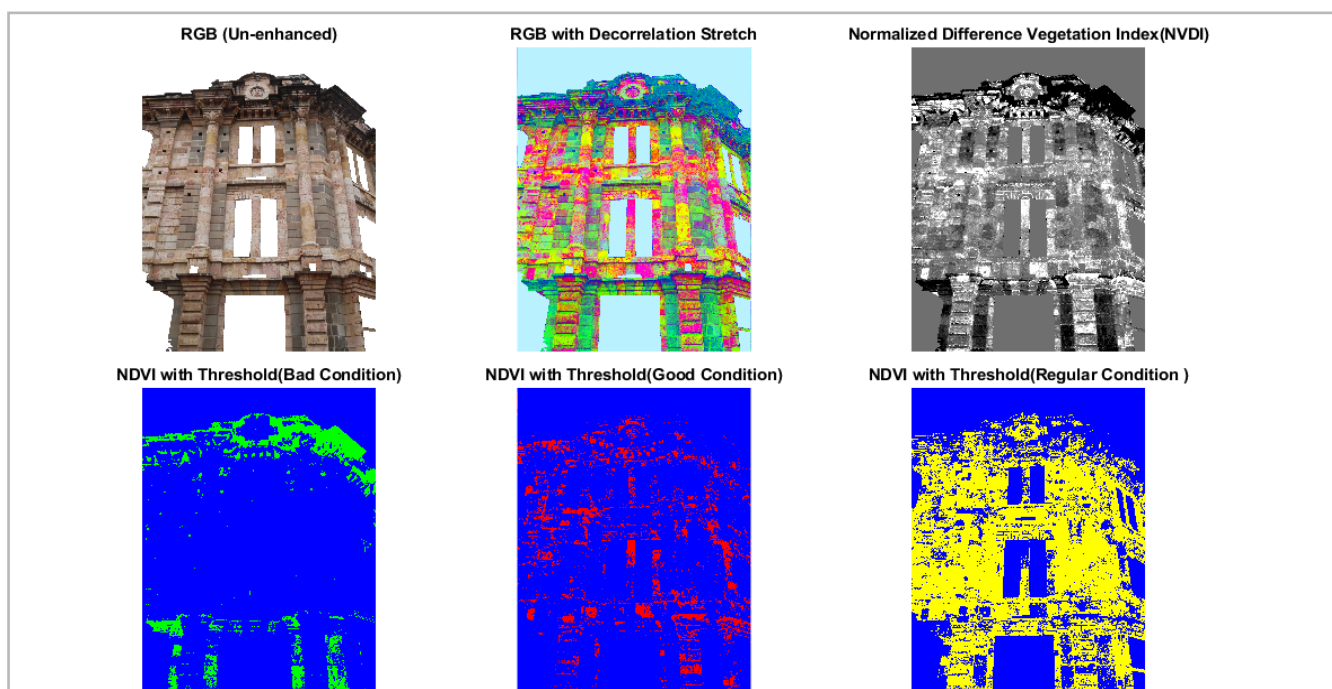 RGB (Un-enhanced)
RGB with Decorrelation Stretch
Normalized Difference Vegetation Index(NVDI)
NDVI with Threshold(Bad Condition)
NDVI with Threshold(Good Condition)
NDVI with Threshold(Regular Condition )